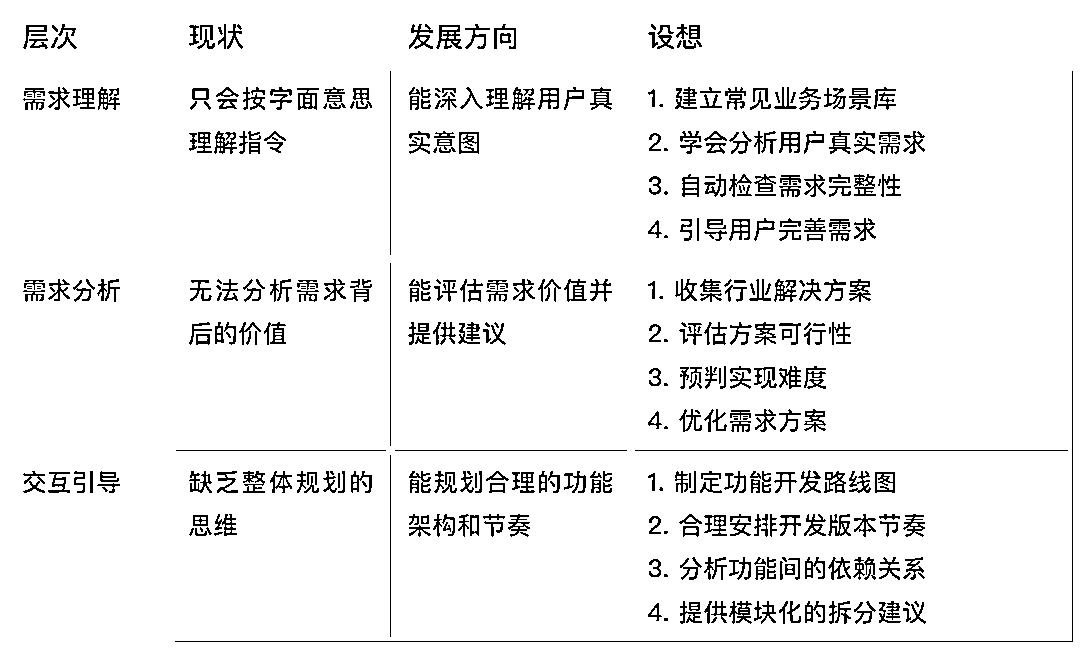 层次 现状 发展方向 设想
需求理解 只会按字面意思 能深入理解用户真 1. 建立常见业务场景库
理解指令 实意图 2. 学会分析用户真实需求
3. 自动检查需求完整性
4. 引导用户完善需求
需求分析 无法分析需求背 能评估需求价值并 1. 收集行业解决方案
后的价值 提供建议 2. 评估方案可行性
3. 预判实现难度
4. 优化需求方案
交互引导 缺乏整体规划的 能规划合理的功能 1. 制定功能开发路线图
思维 架构和节奏 2. 合理安排开发版本节奏
3. 分析功能间的依赖关系
4. 提供模块化的拆分建议